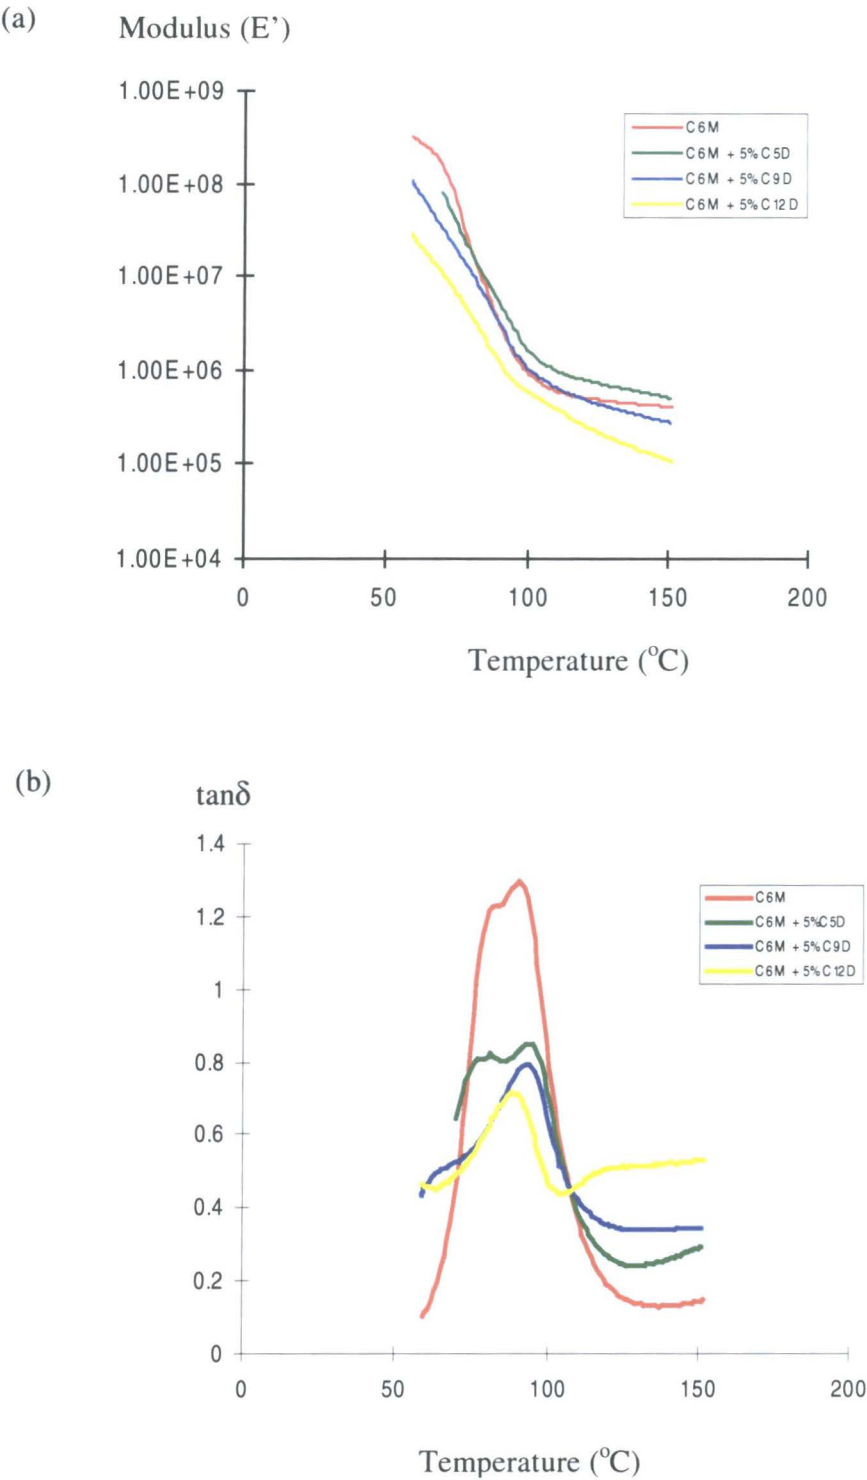 (a)
Modulus (E’)
1.00E+09
1.00E+08
1.00E+07
1.00E+06
1.00E+05
1.00E+04
0 50 100 150 200
Temperature (°C)
C6M
C6M + 5% C5D
C6M + 5% C9D
C6M + 5% C12D
(b)
tanδ
1.4
1.2
1
0.8
0.6
0.4
0.2
0
0 50 100 150 200
Temperature (°C)
C6M
C6M + 5%C5D
C6M + 5% C9D
C6M + 5% C12D